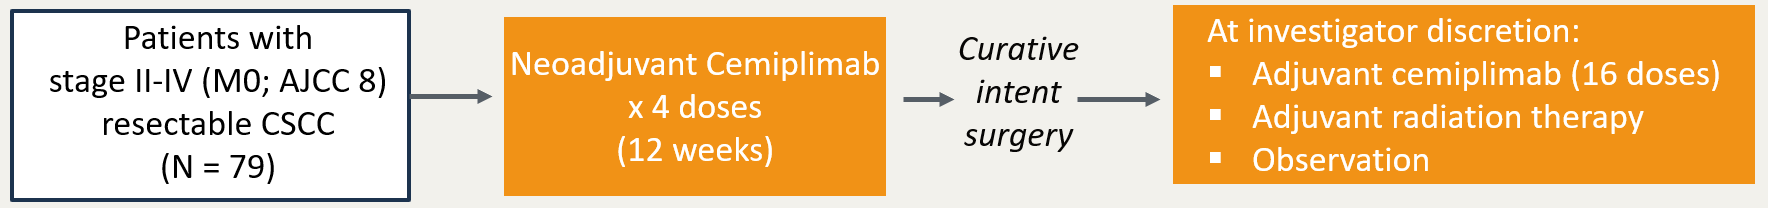 Patients with
stage II-IV (M0; AJCC 8)
resectable CSCC
(N = 79)
Neoadjuvant Cemiplimab
x 4 doses
(12 weeks)
Curative
intent
surgery
At investigator discretion:
▪ Adjuvant cemiplimab (16 doses)
▪ Adjuvant radiation therapy
▪ Observation